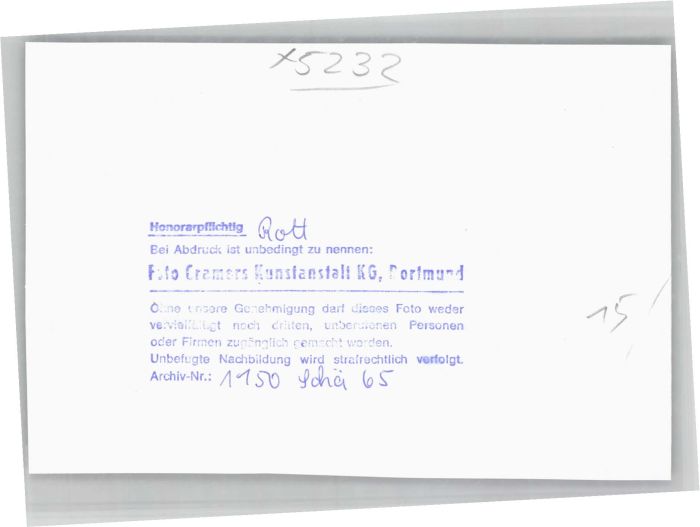 x5232
Honorarpflichtig Rott
Bei Abdruck ist unbedingt zu nennen:
Foto Cramers Kunstanstalt KG, Dortmund
Ohne unsere Genehmigung darf dieses Foto weder
vervielfältigt noch dritten, unberufenen Personen
oder Firmen zugänglich gemacht werden.
Unbefugte Nachbildung wird strafrechtlich verfolgt.
Archiv-Nr.: 1150 Schä 65
15